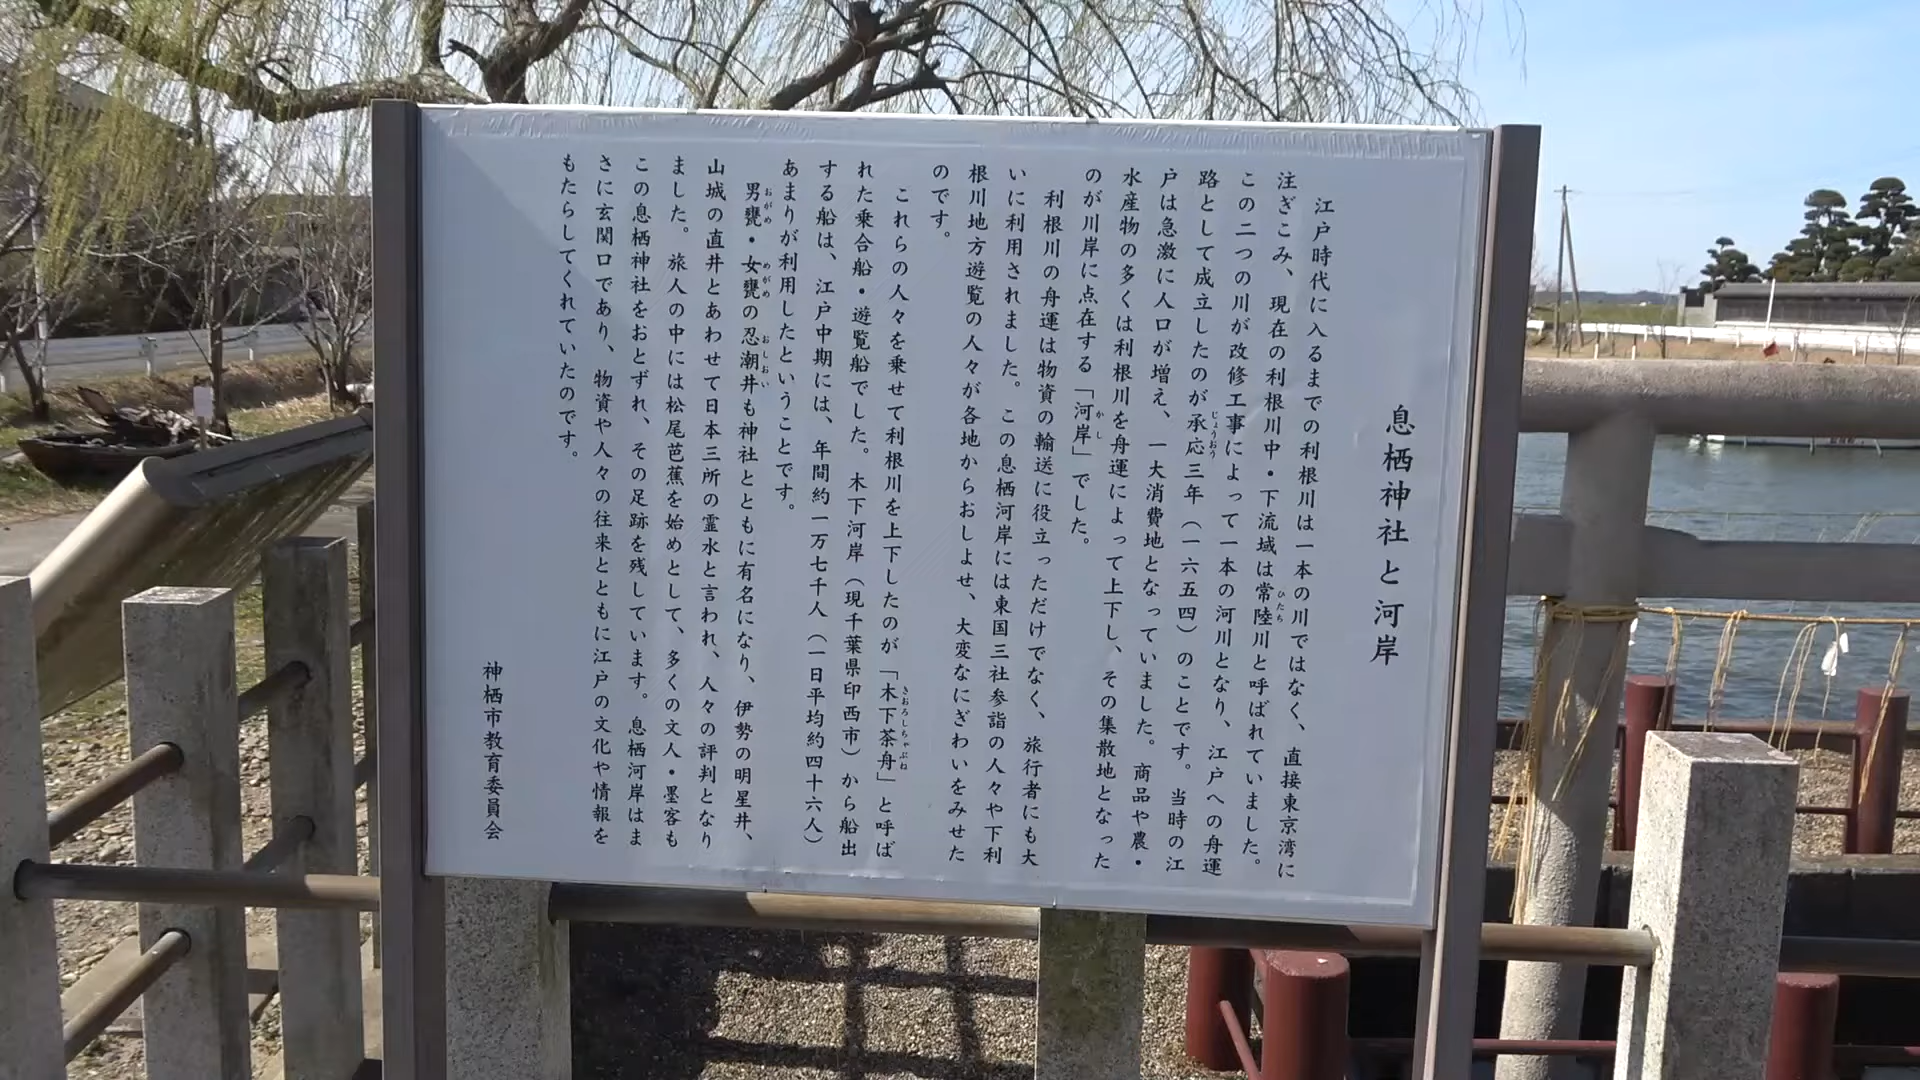 息栖神社と河岸
江戸時代に入るまでの利根川は一本の川ではなく、直接東京湾に
注ぎこみ、現在の利根川中・下流域は常陸川と呼ばれていました。
ひたち
この二つの川が改修工事によって一本の河川となり、江戸への舟運
路として成立したのが承応三年（一六五四）のことです。当時の江
じょうおう
戸は急激に人口が増え、一大消費地となっていました。商品や農・
水産物の多くは利根川を舟運によって上下し、その集散地となった
のが川岸に点在する「河岸」でした。
かし
利根川の舟運は物資の輸送に役立っただけでなく、旅行者にも大
いに利用されました。この息栖河岸には東国三社参詣の人々や下利
根川地方遊覧の人々が各地からおしよせ、大変なにぎわいをみせた
のです。
これらの人々を乗せて利根川を上下したのが「木下茶舟」と呼ば
きおろしちゃぶね
れた乗合船・遊覧船でした。木下河岸（現千葉県印西市）から船出
する船は、江戸中期には、年間約一万七千人（一日平均約四十六人）
あまりが利用したということです。
男甕・女甕の忍潮井も神社とともに有名になり、伊勢の明星井、
おがめ　めがめ　おしおい
山城の直井とあわせて日本三所の霊水と言われ、人々の評判となり
ました。旅人の中には松尾芭蕉を始めとして、多くの文人・墨客も
この息栖神社をおとずれ、その足跡を残しています。息栖河岸はま
さに玄関口であり、物資や人々の往来とともに江戸の文化や情報を
もたらしてくれていたのです。
神栖市教育委員会